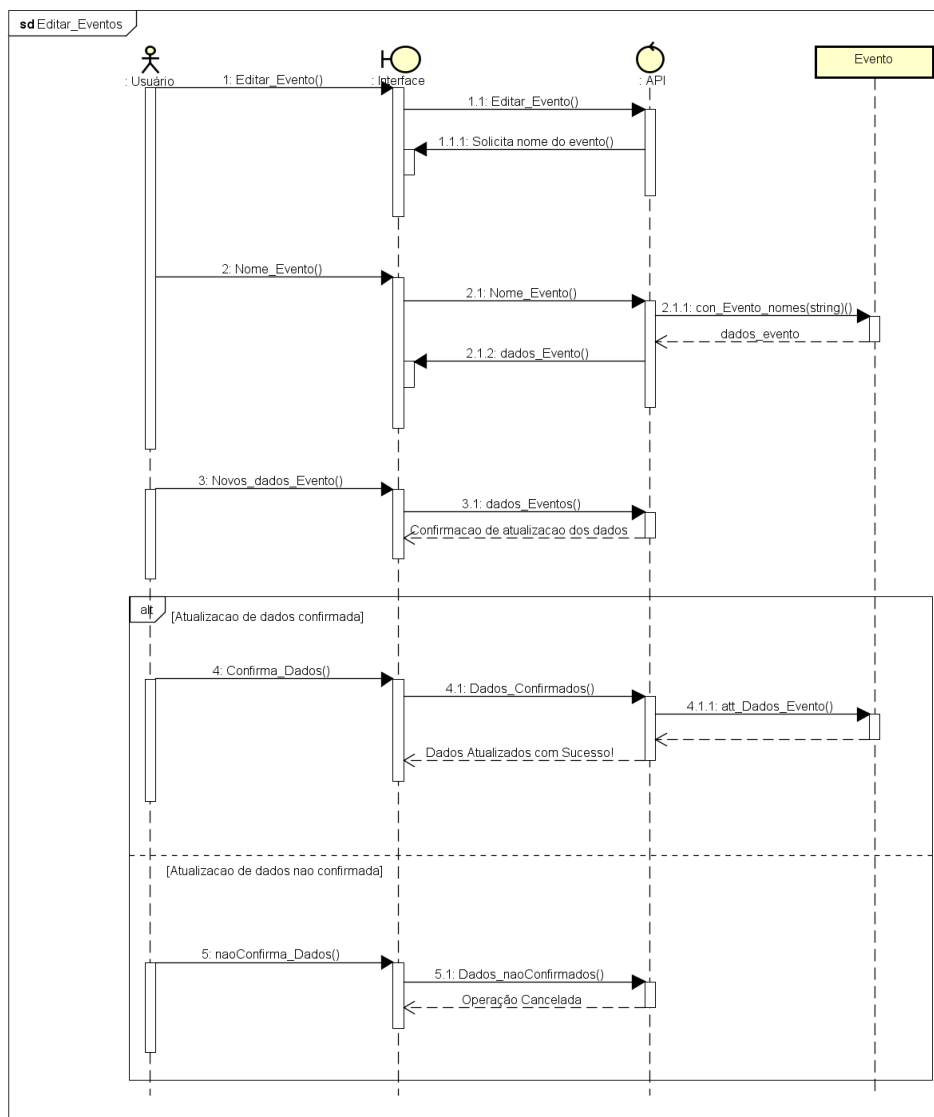 sd Editar_Eventos
: Usuário
: Interface
: API
Evento
1: Editar_Evento()
1.1: Editar_Evento()
1.1.1: Solicita nome do evento()
2: Nome_Evento()
2.1: Nome_Evento()
2.1.1: con_Evento_nomes(string)()
dados_evento
2.1.2: dados_Evento()
3: Novos_dados_Evento()
3.1: dados_Eventos()
Confirmacao de atualizacao dos dados
alt
[Atualizacao de dados confirmada]
4: Confirma_Dados()
4.1: Dados_Confirmados()
4.1.1: att_Dados_Evento()
Dados Atualizados com Sucesso!
[Atualizacao de dados nao confirmada]
5: naoConfirma_Dados()
5.1: Dados_naoConfirmados()
Operação Cancelada